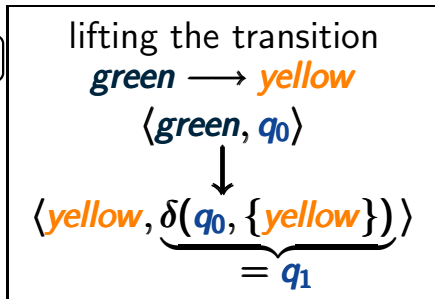 lifting the transition
green ⟶ yellow
⟨green, q₀⟩
↓
⟨yellow, δ(q₀, {yellow})⟩
= q₁